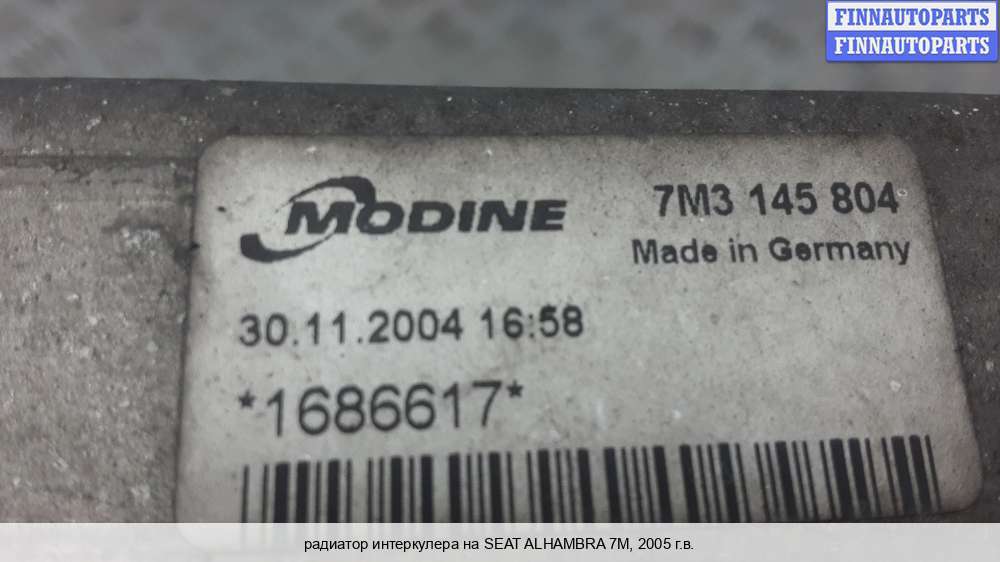 FINNAUTOPARTS
FINNAUTOPARTS
MODINE
7M3 145 804
Made in Germany
30.11.2004 16:58
*1686617*
радиатор интеркулера на SEAT ALHAMBRA 7M, 2005 г.в.